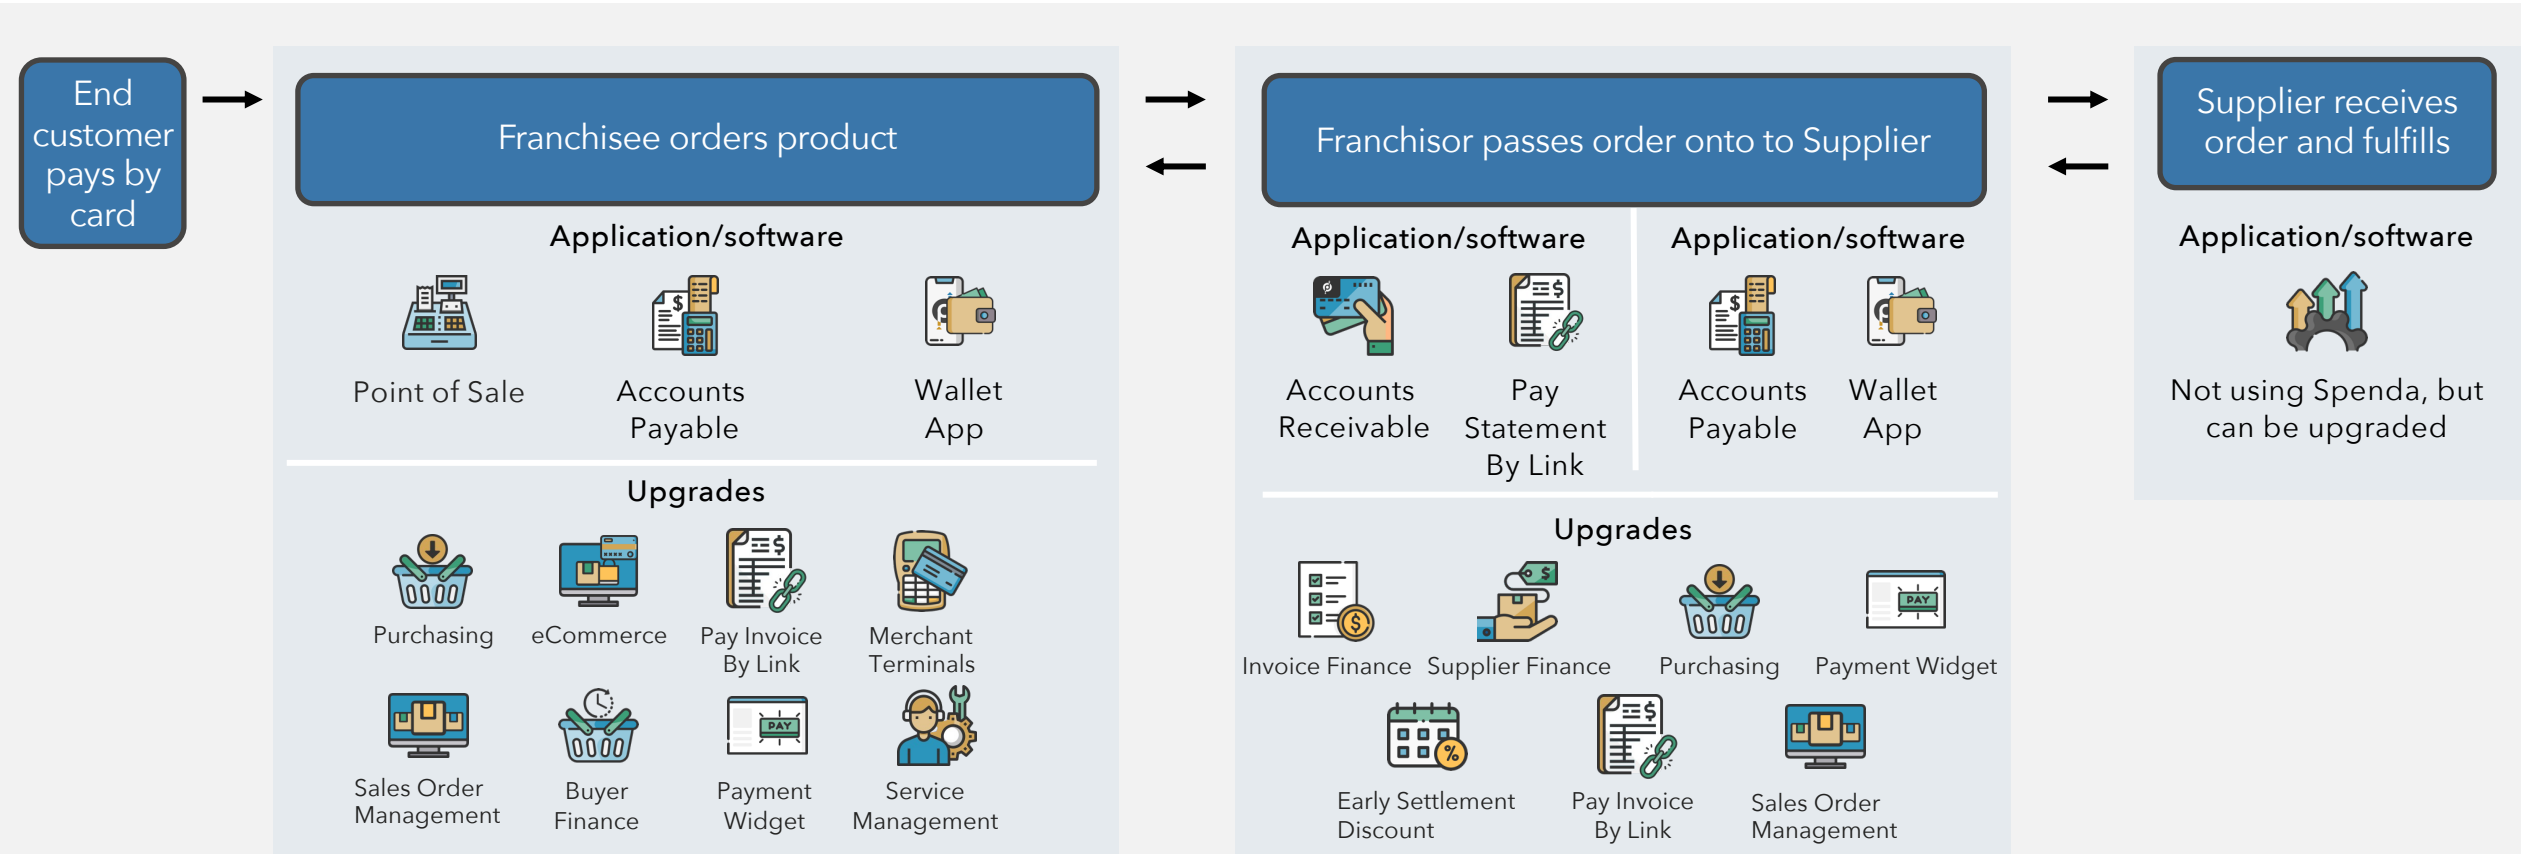 End
customer
pays by
card
Franchisee orders product
Application/software
Point of Sale
Accounts
Payable
Wallet
App
Upgrades
Purchasing
eCommerce
Pay Invoice
By Link
Merchant
Terminals
Sales Order
Management
Buyer
Finance
PAY
Payment
Widget
Service
Management
Franchisor passes order onto to Supplier
Application/software
Accounts
Receivable
Pay
Statement
By Link
Application/software
Accounts
Payable
Wallet
App
Upgrades
Invoice Finance
Supplier Finance
Purchasing
PAY
Payment Widget
Early Settlement
Discount
Pay Invoice
By Link
Sales Order
Management
Supplier receives
order and fulfills
Application/software
Not using Spenda, but
can be upgraded